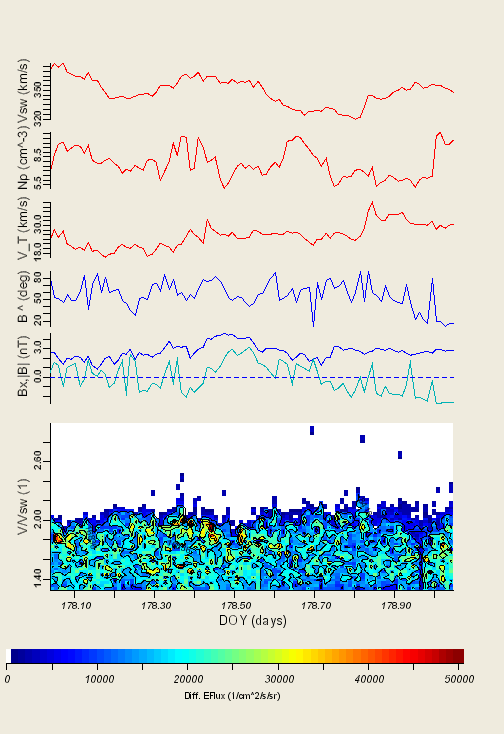 Vsw (km/s)
350
320
Np (cm^-3)
8.5
5.5
V_T (km/s)
30.0
18.0
B ^ (deg)
80
50
20
Bx,|B| (nT)
3.0
0.0
V/Vsw (1)
2.60
2.00
1.40
178.10 178.30 178.50 178.70 178.90
DOY (days)
0 10000 20000 30000 40000 50000
Diff. EFlux (1/cm^2/s/sr)